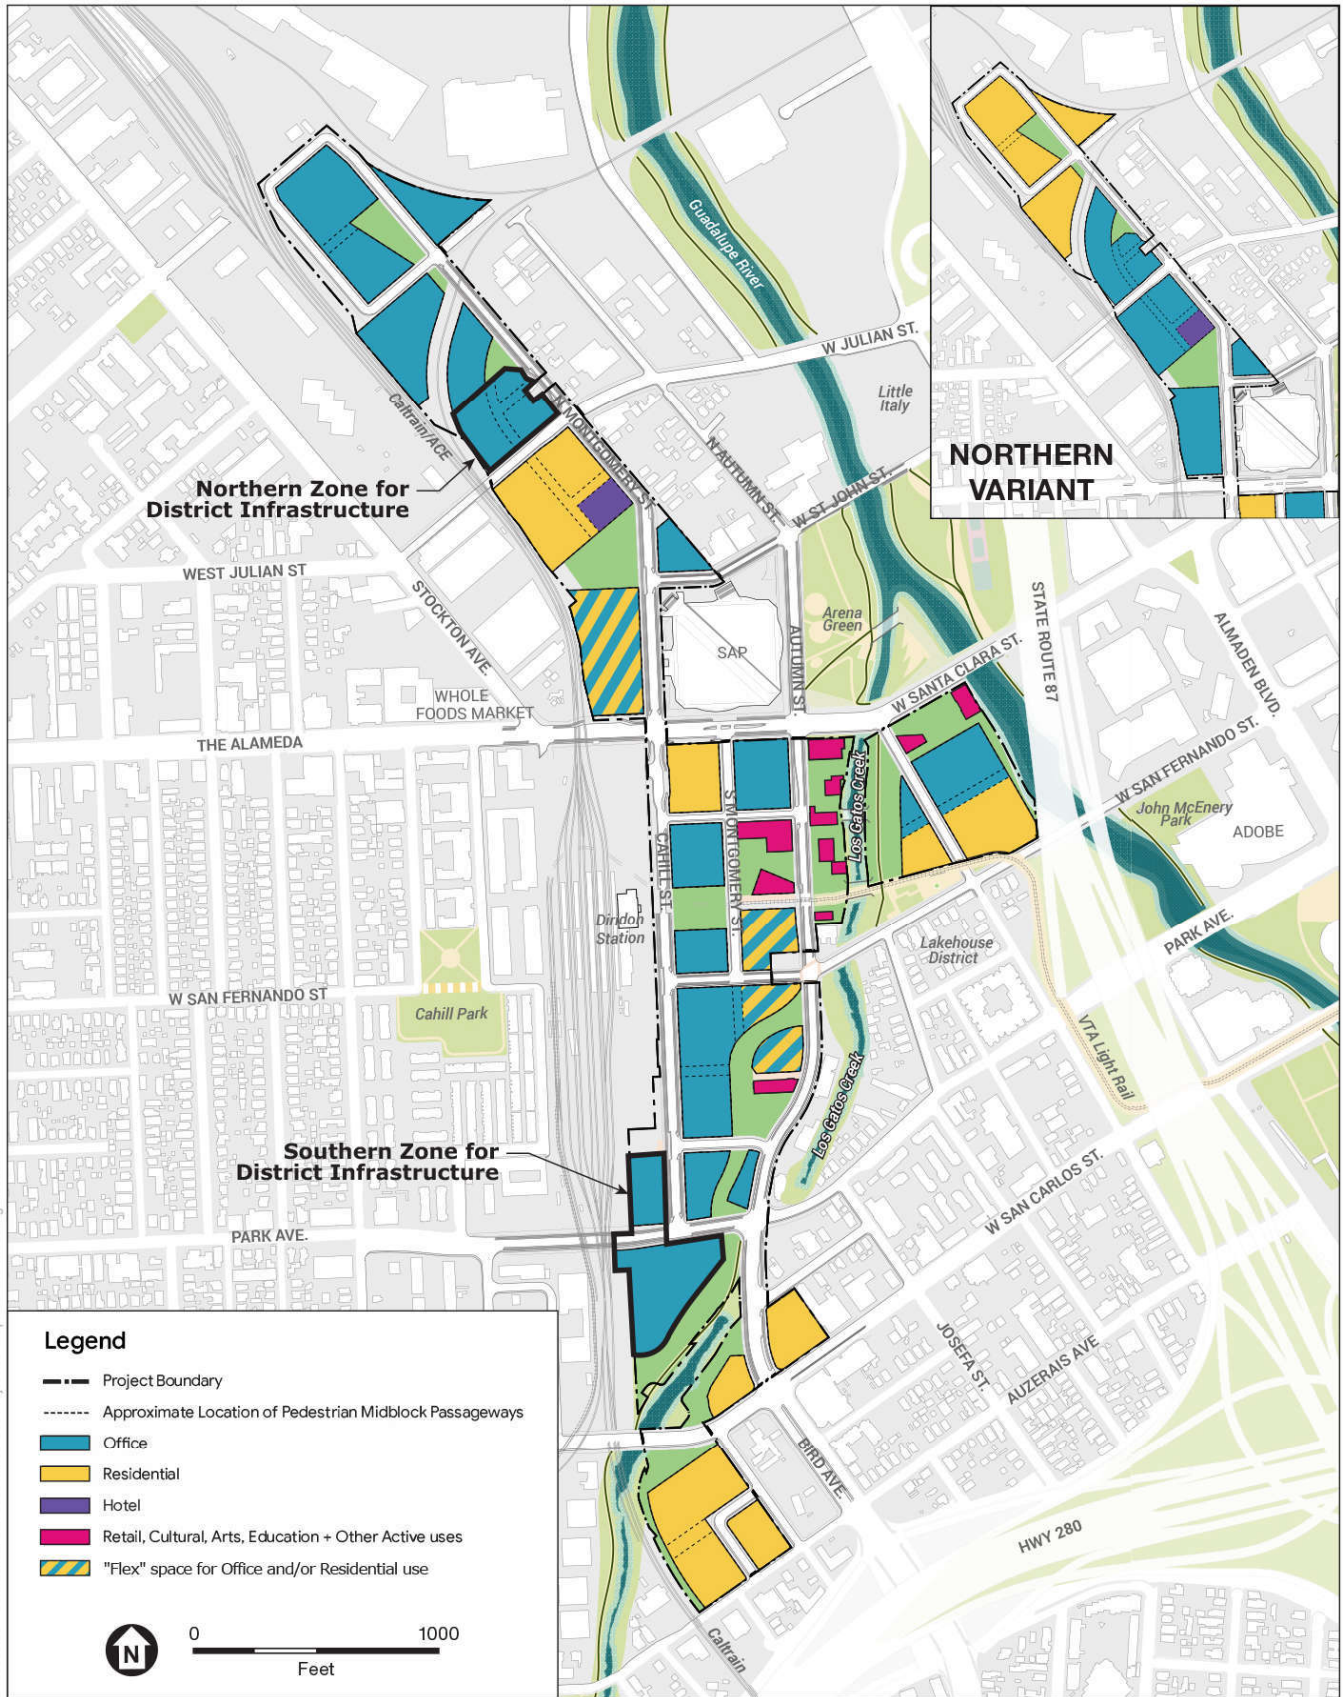 Guadalupe River
W JULIAN ST.
Little
Italy
NORTHERN
VARIANT
Caltrain/ACE
N MONTGOMERY ST
N AUTUMN ST.
W ST JOHN ST.
Northern Zone for
District Infrastructure
WEST JULIAN ST
STOCKTON AVE.
Arena
Green
STATE ROUTE 87
ALMADEN BLVD.
SAP
AUTUMN ST
W SANTA CLARA ST.
WHOLE
FOODS MARKET
THE ALAMEDA
W SAN FERNANDO ST.
John McEnery
Park
ADOBE
Los Gatos Creek
S MONTGOMERY ST.
CAHILL ST.
Diridon
Station
Lakehouse
District
PARK AVE.
W SAN FERNANDO ST
Cahill Park
VTA Light Rail
Los Gatos Creek
Southern Zone for
District Infrastructure
W SAN CARLOS ST.
PARK AVE.
JOSEFA ST.
AUZERAIS AVE
BIRD AVE
HWY 280
Caltrain
Legend
Project Boundary
Approximate Location of Pedestrian Midblock Passageways
Office
Residential
Hotel
Retail, Cultural, Arts, Education + Other Active uses
"Flex" space for Office and/or Residential use
N
0 1000
Feet